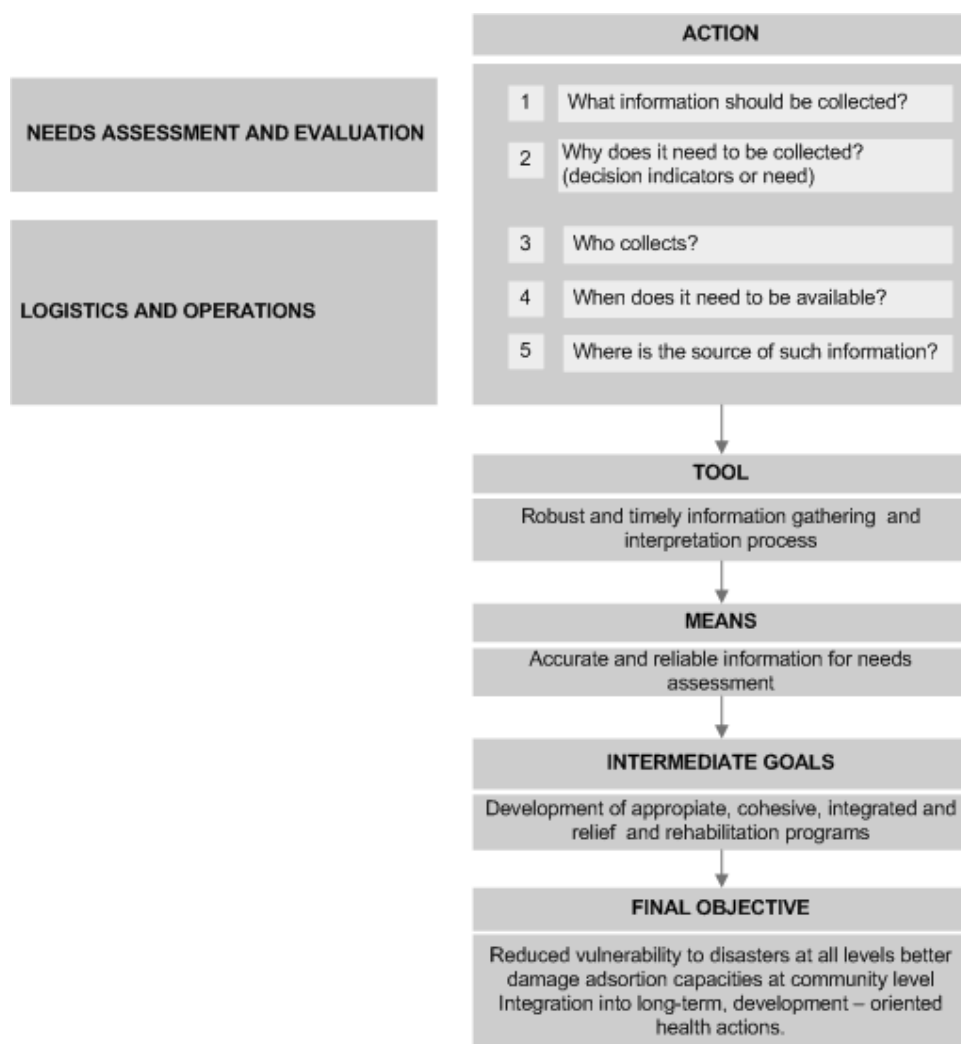 ACTION
NEEDS ASSESSMENT AND EVALUATION
1 What information should be collected?
2 Why does it need to be collected?
(decision indicators or need)
LOGISTICS AND OPERATIONS
3 Who collects?
4 When does it need to be available?
5 Where is the source of such information?
TOOL
Robust and timely information gathering and
interpretation process
MEANS
Accurate and reliable information for needs
assessment
INTERMEDIATE GOALS
Development of appropiate, cohesive, integrated and
relief and rehabilitation programs
FINAL OBJECTIVE
Reduced vulnerability to disasters at all levels better
damage adsortion capacities at community level
Integration into long-term, development – oriented
health actions.